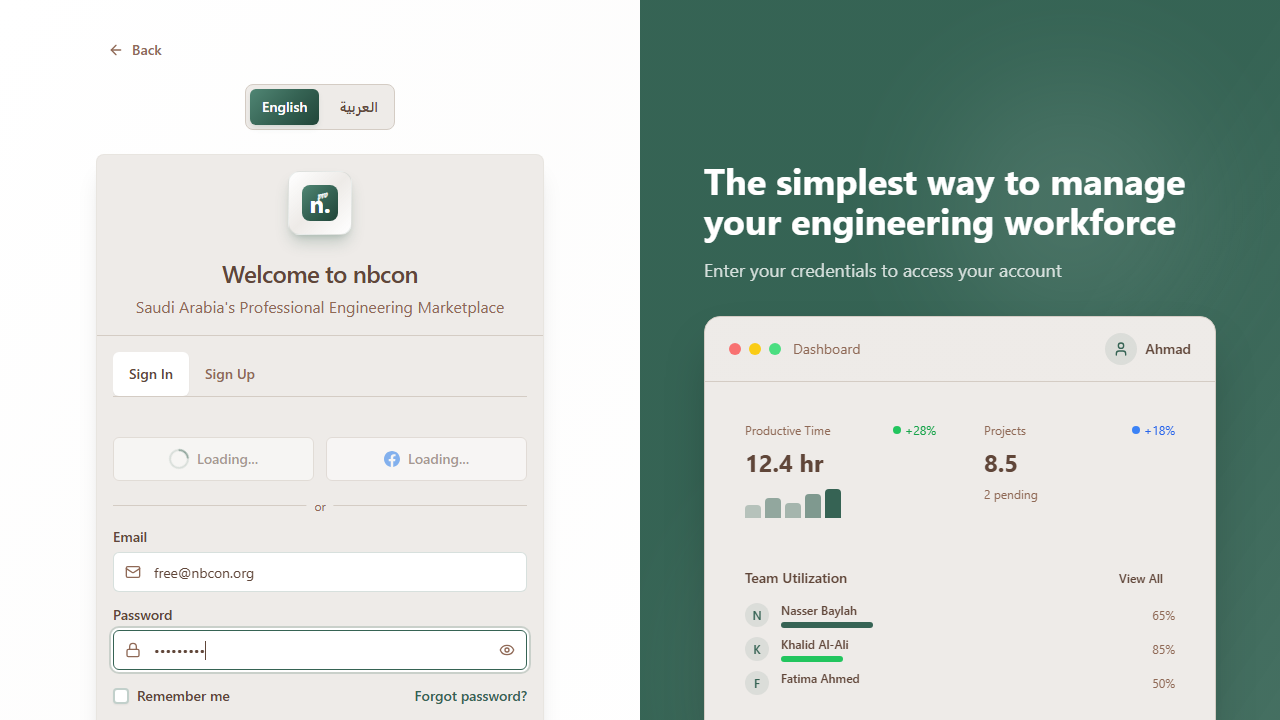 Back
English
العربية
n.
Welcome to nbcon
Saudi Arabia's Professional Engineering Marketplace
Sign In
Sign Up
Loading...
Loading...
or
Email
free@nbcon.org
Password
•••••••••
Remember me
Forgot password?
The simplest way to manage
your engineering workforce
Enter your credentials to access your account
Dashboard
Ahmad
Productive Time
+28%
12.4 hr
Projects
+18%
8.5
2 pending
Team Utilization
View All
N
Nasser Baylah
65%
K
Khalid Al-Ali
85%
F
Fatima Ahmed
50%